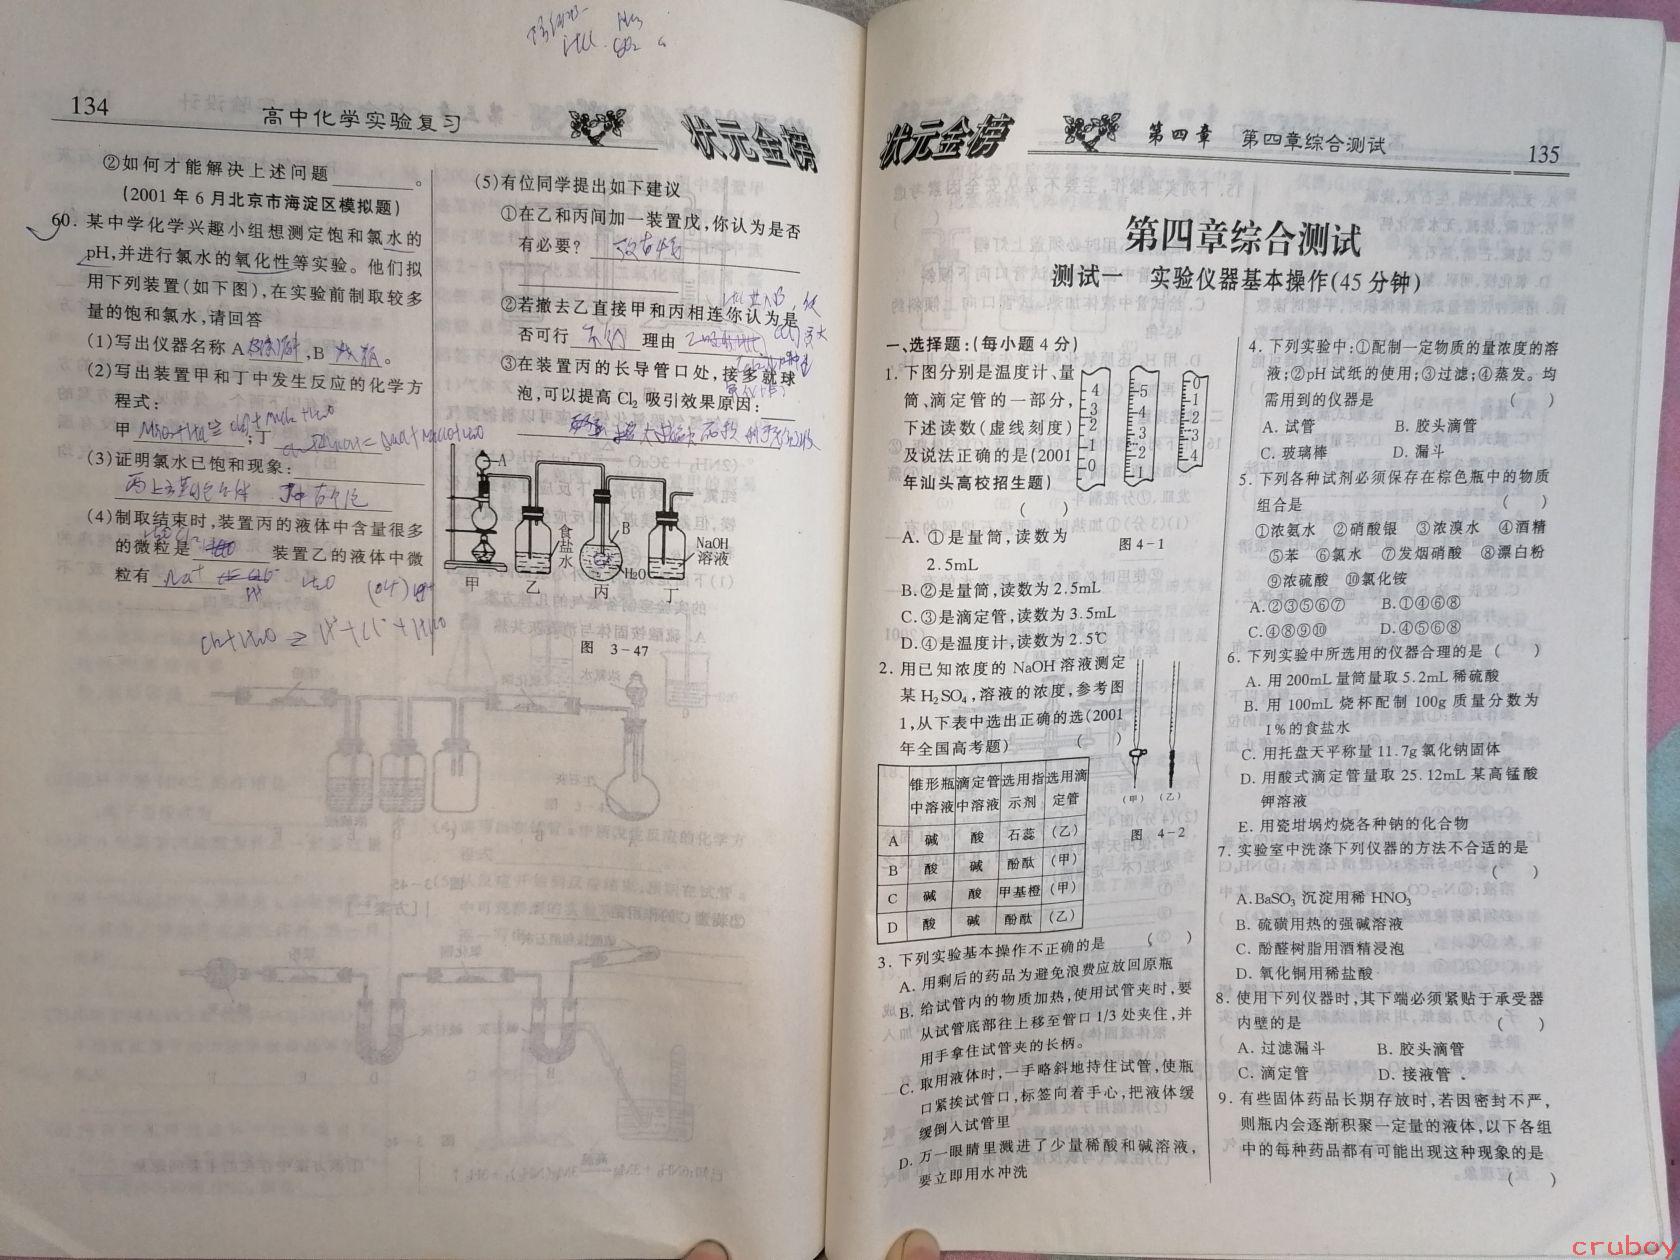 134
高中化学实验复习
状元金榜
②如何才能解决上述问题________。
(2001年6月北京市海淀区模拟题)
60. 某中学化学兴趣小组想测定饱和氯水的
pH,并进行氯水的氧化性等实验。他们拟
用下列装置(如下图),在实验前制取较多
量的饱和氯水,请回答
(1)写出仪器名称A ,B 。
(2)写出装置甲和丁中发生反应的化学方
程式:
甲 ;丁
(3)证明氯水已饱和现象:
(4)制取结束时,装置丙的液体中含量很多
的微粒是 装置乙的液体中微
粒有 Na⁺ H₂O
(5)有位同学提出如下建议
①在乙和丙间加一装置戊,你认为是否
有必要?
②若撤去乙直接甲和丙相连你认为是
否可行 理由
③在装置丙的长导管口处,接多孔球
泡,可以提高Cl₂吸引效果原因:
A
B
食盐水
H₂O
NaOH
溶液
甲 乙 丙 丁
图 3-47
状元金榜
第四章 第四章综合测试
135
第四章综合测试
测试一 实验仪器基本操作(45分钟)
一、选择题:(每小题4分)
1. 下图分别是温度计、量
筒、滴定管的一部分,
下述读数(虚线刻度)
及说法正确的是(2001
年汕头高校招生题)
( )
4 3 2 1 0
5 4 3 2 1
0 1 2 3 4
图4-1
A. ①是量筒,读数为
2.5mL
B. ②是量筒,读数为2.5mL
C. ③是滴定管,读数为3.5mL
D. ④是温度计,读数为2.5℃
2. 用已知浓度的NaOH溶液测定
某H₂SO₄,溶液的浓度,参考图
1,从下表中选出正确的选(2001
年全国高考题) ( )
(甲) (乙)
图 4-2
锥形瓶中溶液 滴定管中溶液 选用指示剂 选用滴定管
A 碱 酸 石蕊 (乙)
B 酸 碱 酚酞 (甲)
C 碱 酸 甲基橙 (甲)
D 酸 碱 酚酞 (乙)
3. 下列实验基本操作不正确的是 ( )
A. 用剩后的药品为避免浪费应放回原瓶
B. 给试管内的物质加热,使用试管夹时,要
从试管底部往上移至管口1/3处夹住,并
用手拿住试管夹的长柄。
C. 取用液体时,一手略斜地持住试管,使瓶
口紧挨试管口,标签向着手心,把液体缓
缓倒入试管里
D. 万一眼睛里溅进了少量稀酸和碱溶液,
要立即用水冲洗
4. 下列实验中:①配制一定物质的量浓度的溶
液;②pH试纸的使用;③过滤;④蒸发。均
需用到的仪器是 ( )
A. 试管 B. 胶头滴管
C. 玻璃棒 D. 漏斗
5. 下列各种试剂必须保存在棕色瓶中的物质
组合是 ( )
①浓氨水 ②硝酸银 ③浓溴水 ④酒精
⑤苯 ⑥氯水 ⑦发烟硝酸 ⑧漂白粉
⑨浓硫酸 ⑩氯化铵
A. ②③⑤⑥⑦ B. ①④⑥⑧
C. ④⑧⑨⑩ D. ④⑤⑥⑧
6. 下列实验中所选用的仪器合理的是 ( )
A. 用200mL量筒量取5.2mL稀硫酸
B. 用100mL烧杯配制100g质量分数为
1%的食盐水
C. 用托盘天平称量11.7g氯化钠固体
D. 用酸式滴定管量取25.12mL某高锰酸
钾溶液
E. 用瓷坩埚灼烧各种钠的化合物
7. 实验室中洗涤下列仪器的方法不合适的是
( )
A. BaSO₃沉淀用稀HNO₃
B. 硫磺用热的强碱溶液
C. 酚醛树脂用酒精浸泡
D. 氧化铜用稀盐酸
8. 使用下列仪器时,其下端必须紧贴于承受器
内壁的是 ( )
A. 过滤漏斗 B. 胶头滴管
C. 滴定管 D. 接液管.
9. 有些固体药品长期存放时,若因密封不严,
则瓶内会逐渐积聚一定量的液体,以下各组
中的每种药品都有可能出现这种现象的是
( )
cruboy